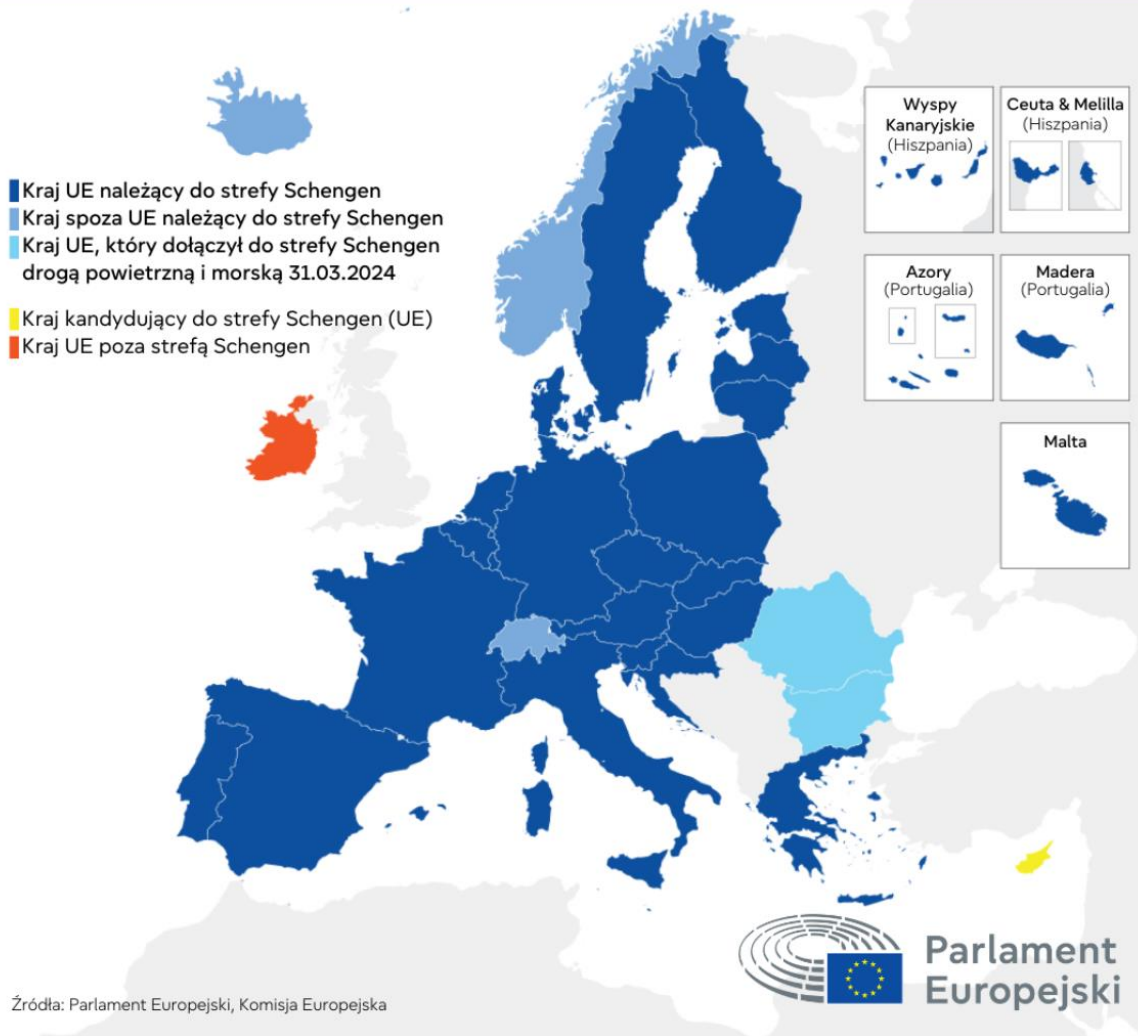 Kraj UE należący do strefy Schengen
Kraj spoza UE należący do strefy Schengen
Kraj UE, który dołączył do strefy Schengen
drogą powietrzną i morską 31.03.2024
Kraj kandydujący do strefy Schengen (UE)
Kraj UE poza strefą Schengen
Wyspy
Kanaryjskie
(Hiszpania)
Ceuta & Melilla
(Hiszpania)
Azory
(Portugalia)
Madera
(Portugalia)
Malta
Parlament
Europejski
Źródła: Parlament Europejski, Komisja Europejska